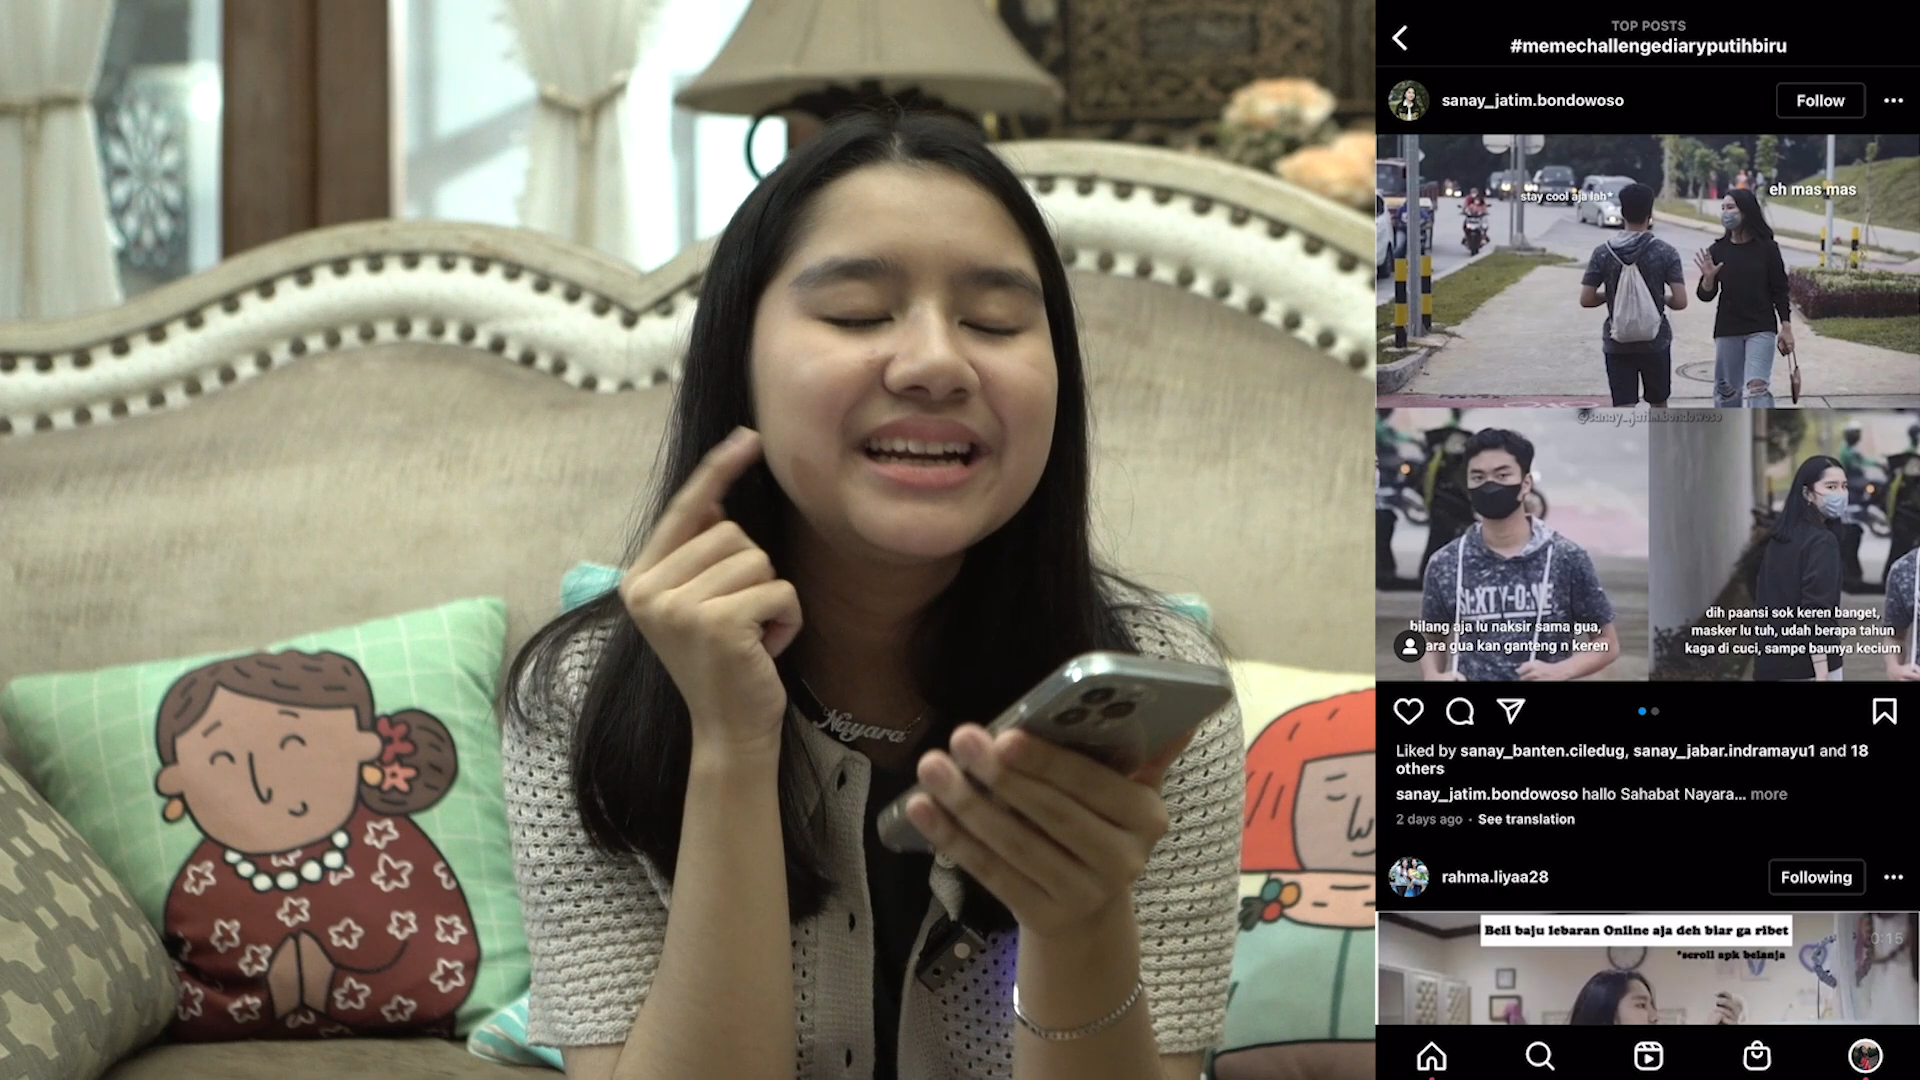 Nayara
TOP POSTS
#memechallengediaryputihbiru
sanay_jatim.bondowoso
Follow
stay cool aja lah*
eh mas mas
@sanay_jatim.bondowoso
SIXTY-ONE
bilang aja lu naksir sama gua,
ara gua kan ganteng n keren
dih paansi sok keren banget,
masker lu tuh, udah berapa tahun
kaga di cuci, sampe baunya kecium
Liked by sanay_banten.ciledug, sanay_jabar.indramayu1 and 18
others
sanay_jatim.bondowoso hallo Sahabat Nayara... more
2 days ago · See translation
rahma.liyaa28
Following
Beli baju lebaran Online aja deh biar ga ribet
*scroll apk belanja
0:15